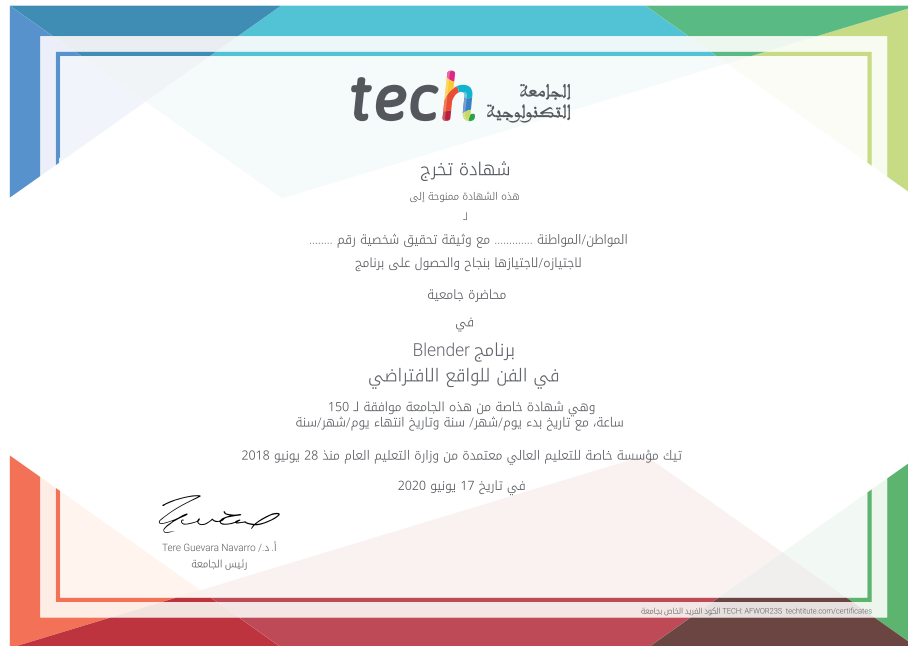 tech الجامعة
التكنولوجية
شهادة تخرج
هذه الشهادة ممنوحة إلى
لـ
المواطن/المواطنة ............. مع وثيقة تحقيق شخصية رقم ........
لاجتيازه/لاجتيازها بنجاح والحصول على برنامج
محاضرة جامعية
في
برنامج Blender
في الفن للواقع الافتراضي
وهي شهادة خاصة من هذه الجامعة موافقة لـ 150
ساعة، مع تاريخ بدء يوم/شهر/ سنة وتاريخ انتهاء يوم/شهر/سنة
تيك مؤسسة خاصة للتعليم العالي معتمدة من وزارة التعليم العام منذ 28 يونيو 2018
في تاريخ 17 يونيو 2020
أ. د./ Tere Guevara Navarro
رئيس الجامعة
الكود الفريد الخاص بجامعة TECH: AFWOR23S techtitute.com/certificates